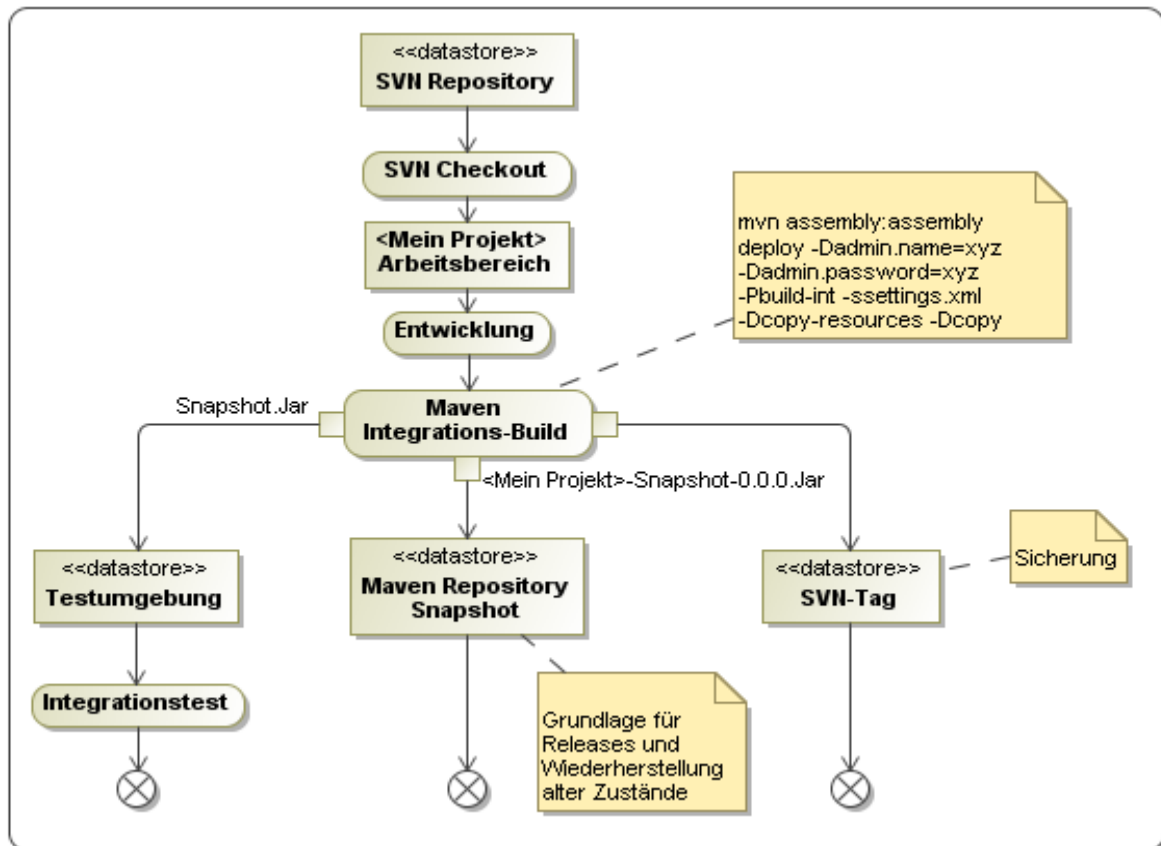 <<datastore>>
SVN Repository
SVN Checkout
<Mein Projekt>
Arbeitsbereich
Entwicklung
mvn assembly:assembly
deploy -Dadmin.name=xyz
-Dadmin.password=xyz
-Pbuild-int -ssettings.xml
-Dcopy-resources -Dcopy
Snapshot.Jar
Maven
Integrations-Build
<Mein Projekt>-Snapshot-0.0.0.Jar
<<datastore>>
Testumgebung
<<datastore>>
Maven Repository
Snapshot
<<datastore>>
SVN-Tag
Sicherung
Integrationstest
Grundlage für
Releases und
Wiederherstellung
alter Zustände